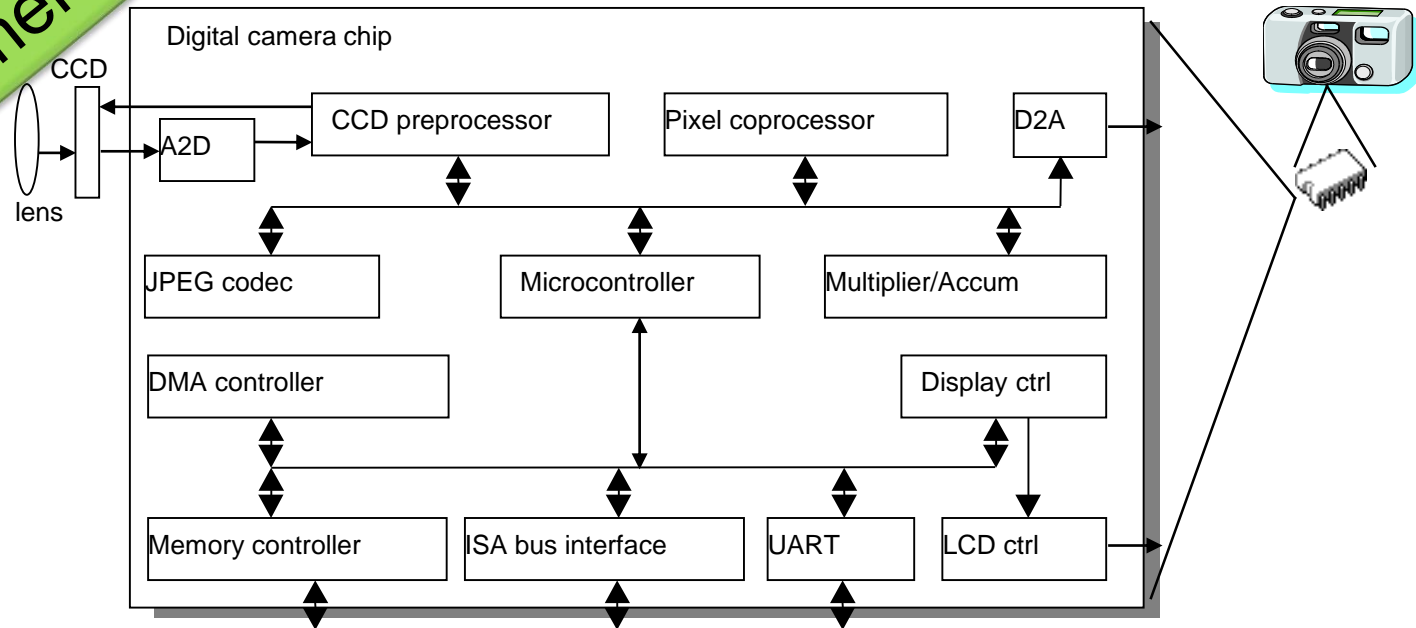 Digital camera chip
CCD
CCD preprocessor
Pixel coprocessor
D2A
A2D
lens
JPEG codec
Microcontroller
Multiplier/Accum
DMA controller
Display ctrl
Memory controller
ISA bus interface
UART
LCD ctrl